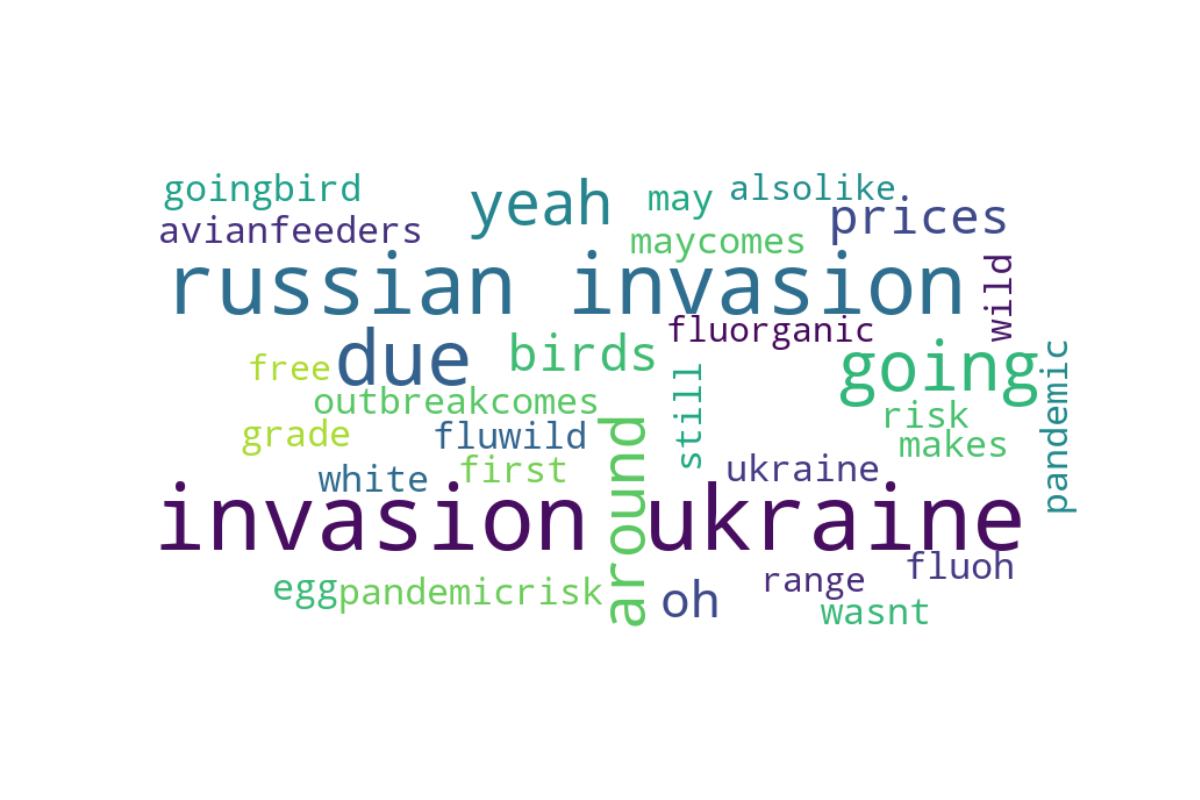 goingbird
yeah
may
alsolike
avianfeeders
maycomes
prices
russian invasion
wild
fluorganic
free
due
birds
going
outbreakcomes
still
pandemic
risk
grade
fluwild
around
makes
white
first
ukraine
invasion ukraine
fluoh
egg
pandemicrisk
oh
range
wasnt